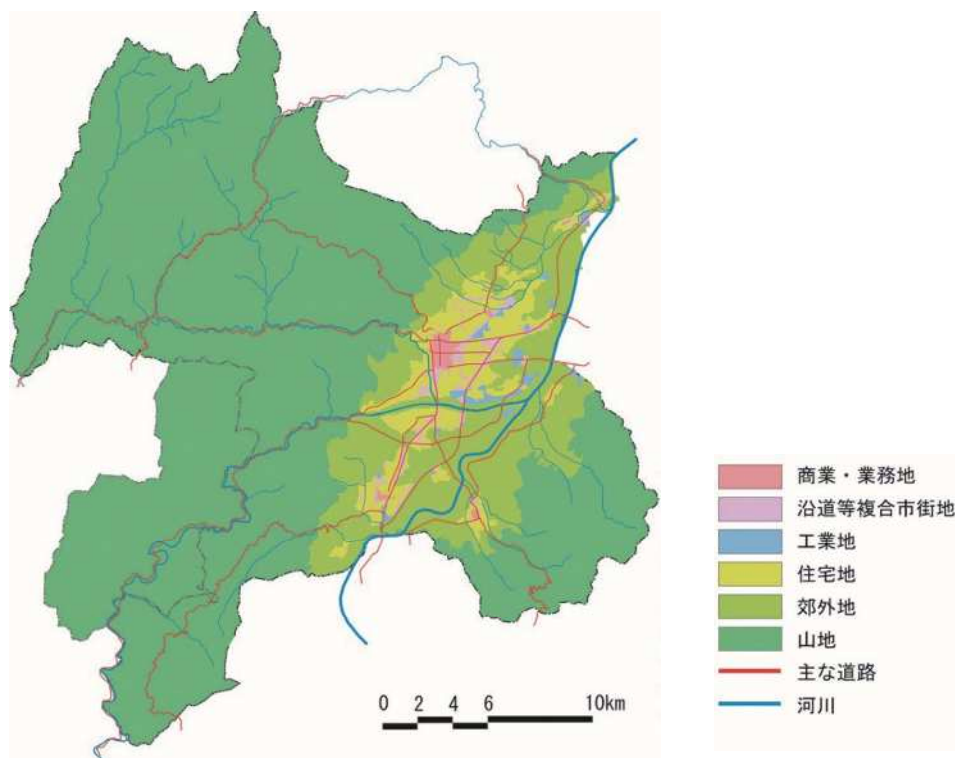 商業・業務地
沿道等複合市街地
工業地
住宅地
郊外地
山地
主な道路
河川
0 2 4 6 10km